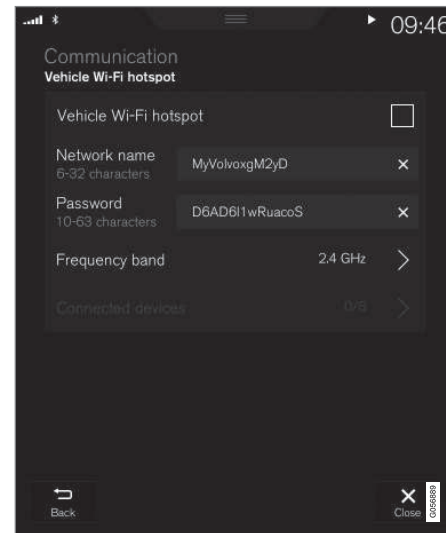 09:46
Communication
Vehicle Wi-Fi hotspot
Vehicle Wi-Fi hotspot
Network name
6-32 characters
MyVolvoxgM2yD
Password
10-63 characters
D6AD6I1wRuacoS
Frequency band
2.4 GHz
Connected devices
0/8
Back
Close
G056889